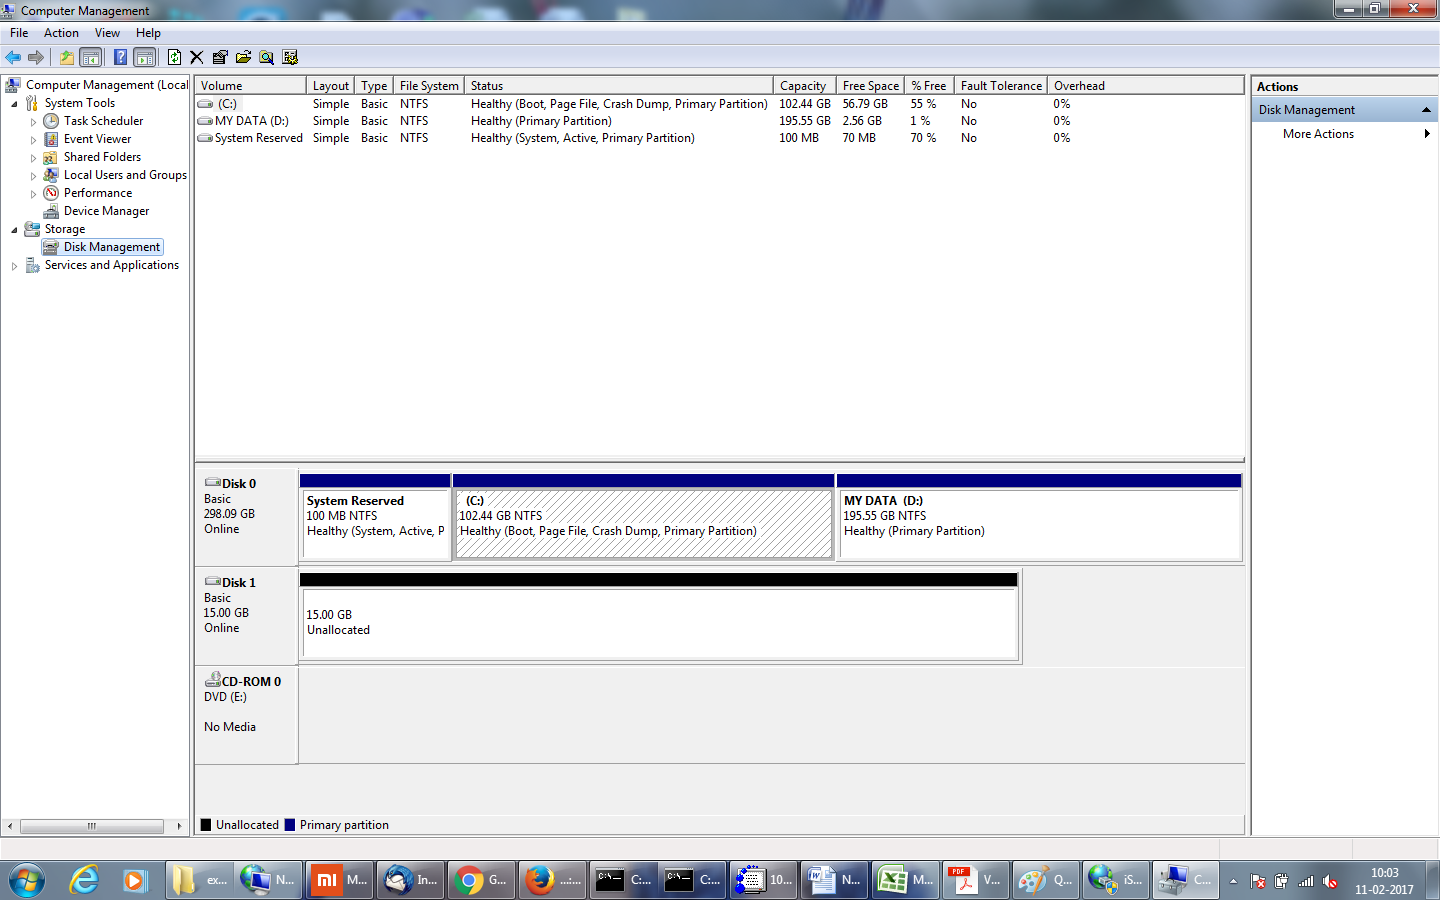 Computer Management
File Action View Help
Computer Management (Local
System Tools
Task Scheduler
Event Viewer
Shared Folders
Local Users and Groups
Performance
Device Manager
Storage
Disk Management
Services and Applications
Volume Layout Type File System Status Capacity Free Space % Free Fault Tolerance Overhead
(C:) Simple Basic NTFS Healthy (Boot, Page File, Crash Dump, Primary Partition) 102.44 GB 56.79 GB 55 % No 0%
MY DATA (D:) Simple Basic NTFS Healthy (Primary Partition) 195.55 GB 2.56 GB 1 % No 0%
System Reserved Simple Basic NTFS Healthy (System, Active, Primary Partition) 100 MB 70 MB 70 % No 0%
Disk 0
Basic
298.09 GB
Online
System Reserved
100 MB NTFS
Healthy (System, Active, P
(C:)
102.44 GB NTFS
Healthy (Boot, Page File, Crash Dump, Primary Partition)
MY DATA (D:)
195.55 GB NTFS
Healthy (Primary Partition)
Disk 1
Basic
15.00 GB
Online
15.00 GB
Unallocated
CD-ROM 0
DVD (E:)
No Media
Unallocated Primary partition
Actions
Disk Management
More Actions
ex... N... M... In... G... ...:... C:... C:... 10... N... M... V... Q... iS... C...
10:03
11-02-2017